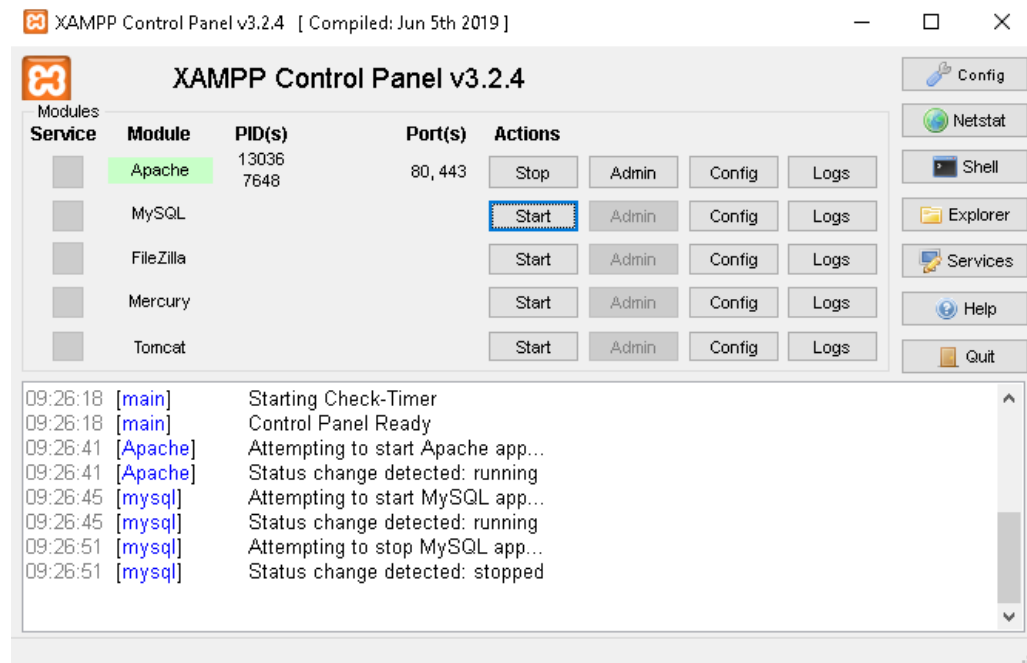 XAMPP Control Panel v3.2.4 [ Compiled: Jun 5th 2019 ]
XAMPP Control Panel v3.2.4
Config
Modules
Service Module PID(s) Port(s) Actions
Netstat
Apache 13036 7648 80, 443 Stop Admin Config Logs
Shell
MySQL Start Admin Config Logs
Explorer
FileZilla Start Admin Config Logs
Services
Mercury Start Admin Config Logs
Help
Tomcat Start Admin Config Logs
Quit
09:26:18 [main] Starting Check-Timer
09:26:18 [main] Control Panel Ready
09:26:41 [Apache] Attempting to start Apache app...
09:26:41 [Apache] Status change detected: running
09:26:45 [mysql] Attempting to start MySQL app...
09:26:45 [mysql] Status change detected: running
09:26:51 [mysql] Attempting to stop MySQL app...
09:26:51 [mysql] Status change detected: stopped